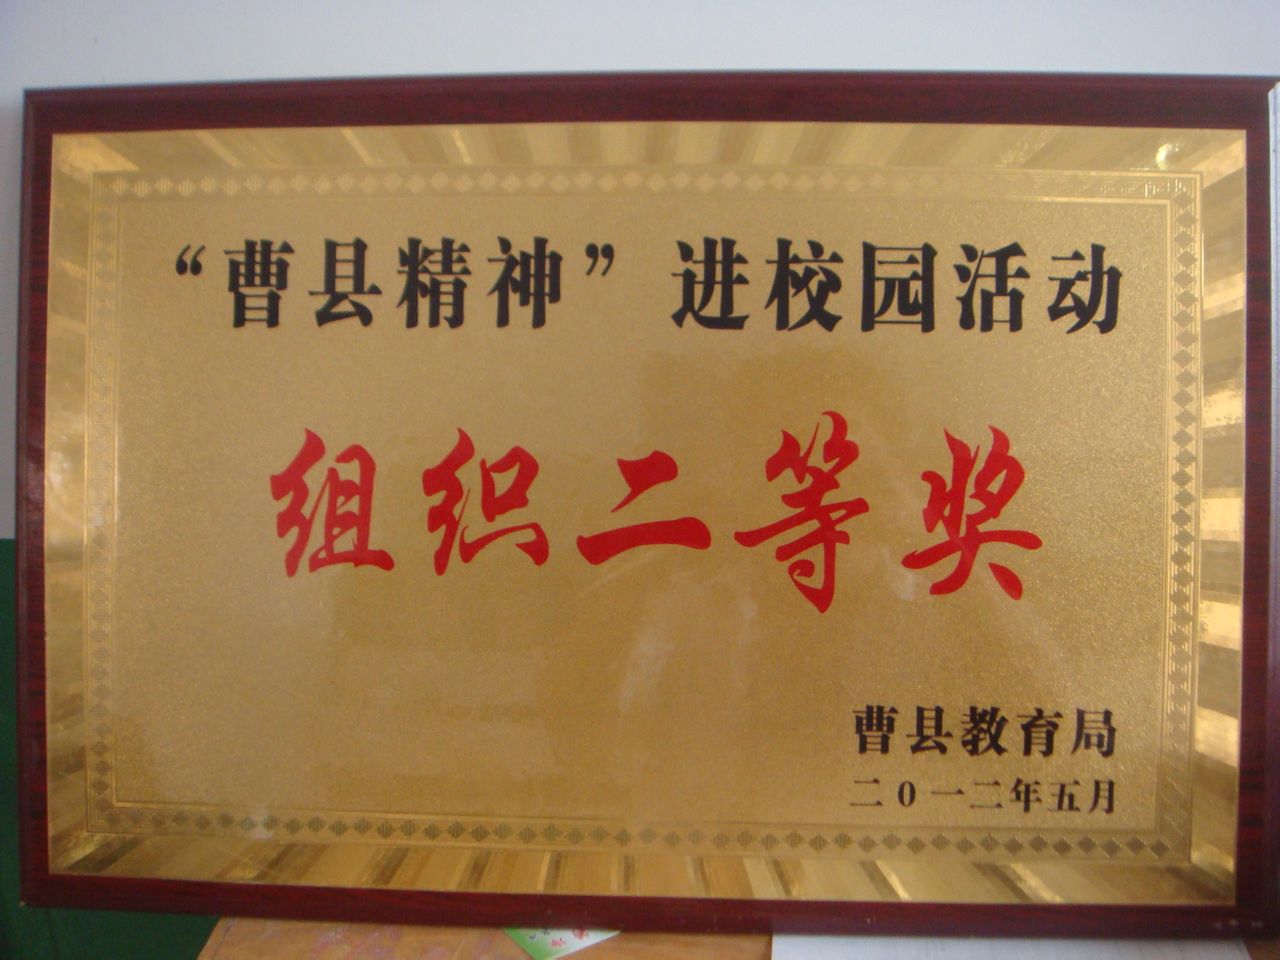 “曹县精神”进校园活动
组织二等奖
曹县教育局
二0一二年五月